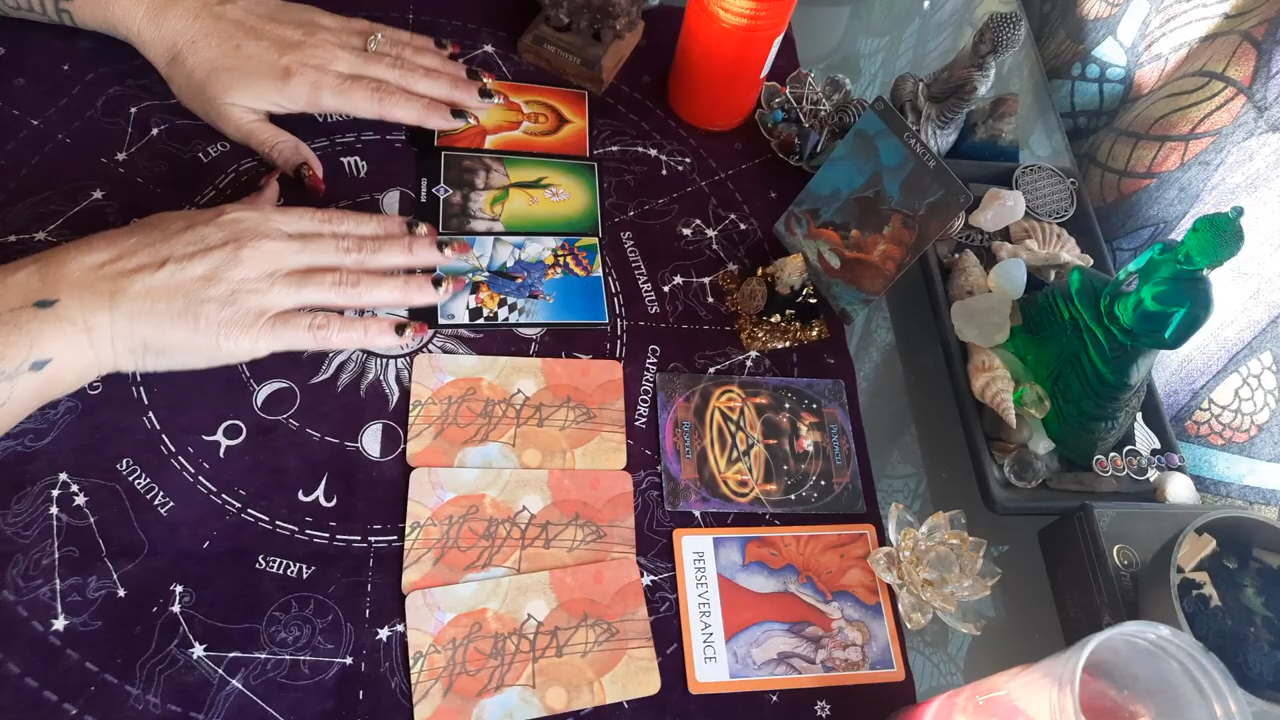 AMETHYSTE
VIRGO
LEO
COURAGE
CANCER
SAGITTARIUS
CAPRICORN
PENTACLE
RESPECT
TAURUS
ARIES
PERSEVERANCE